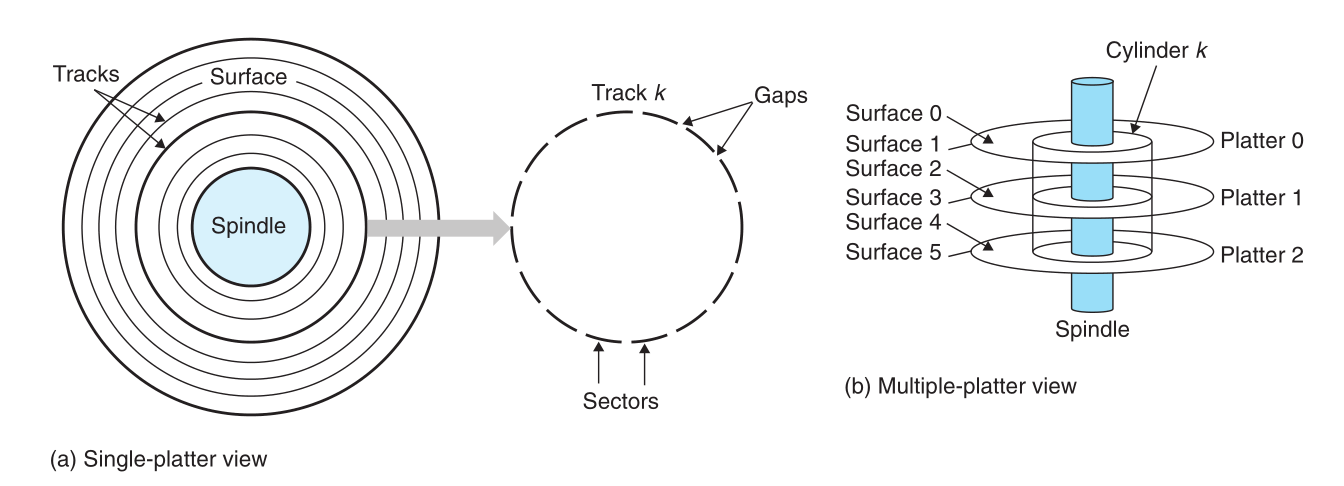 Tracks
Surface
Spindle
Track k
Gaps
Sectors
(a) Single-platter view
Cylinder k
Surface 0
Surface 1
Surface 2
Surface 3
Surface 4
Surface 5
Platter 0
Platter 1
Platter 2
Spindle
(b) Multiple-platter view